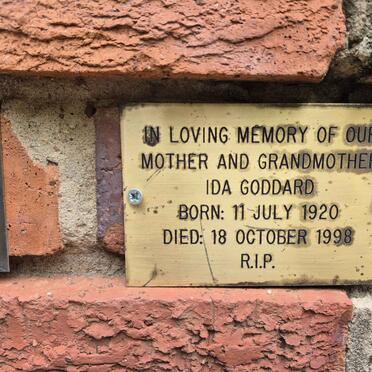 IN LOVING MEMORY OF OUR
MOTHER AND GRANDMOTHER
IDA GODDARD
BORN: 11 JULY 1920
DIED: 18 OCTOBER 1998
R.I.P.